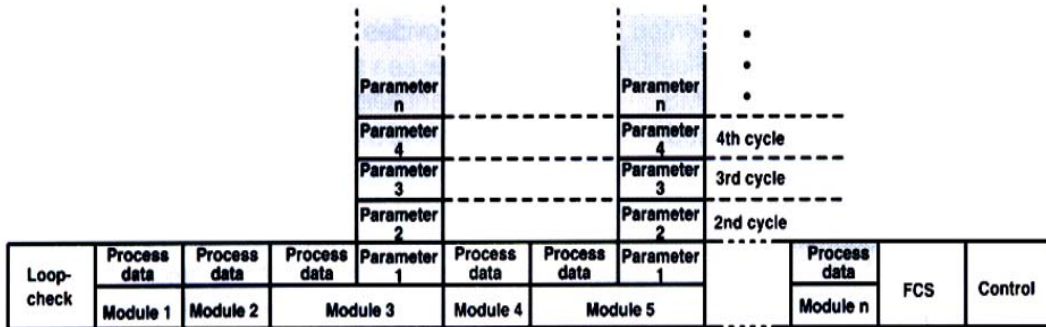 Parameter
n
Parameter
n
Parameter
4
Parameter
4
4th cycle
Parameter
3
Parameter
3
3rd cycle
Parameter
2
Parameter
2
2nd cycle
Loop-
check
Process
data
Process
data
Process
data
Parameter
1
Process
data
Process
data
Parameter
1
Process
data
FCS
Control
Module 1
Module 2
Module 3
Module 4
Module 5
Module n